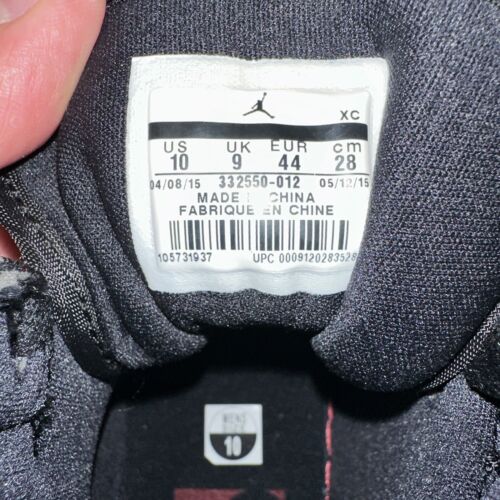 XC
US UK EUR cm
10 9 44 28
04/08/15 332550-012 05/12/15
MADE IN CHINA
FABRIQUE EN CHINE
105731937 UPC 0009120283528
MENS
10